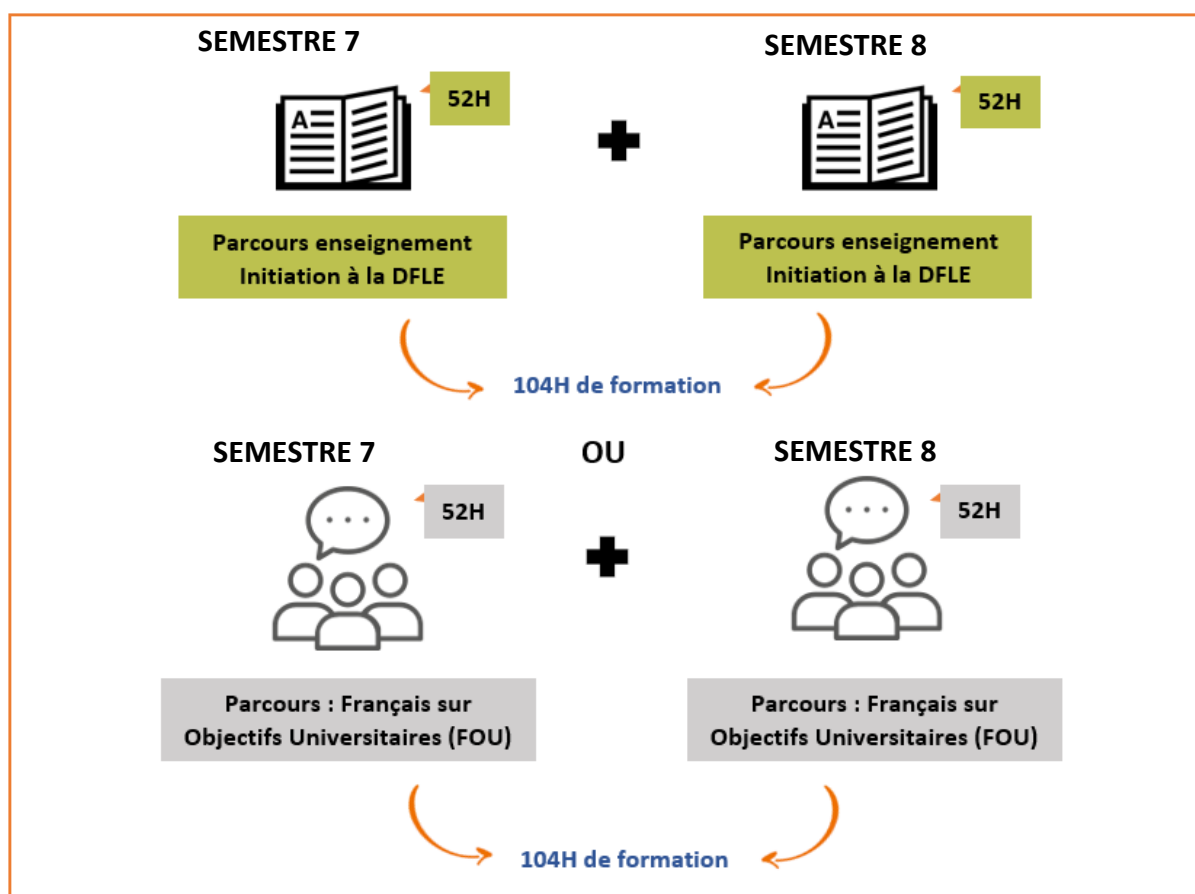 SEMESTRE 7
SEMESTRE 8
52H
52H
A
A
Parcours enseignement
Initiation à la DFLE
Parcours enseignement
Initiation à la DFLE
104H de formation
SEMESTRE 7
OU
SEMESTRE 8
52H
52H
Parcours : Français sur
Objectifs Universitaires (FOU)
Parcours : Français sur
Objectifs Universitaires (FOU)
104H de formation